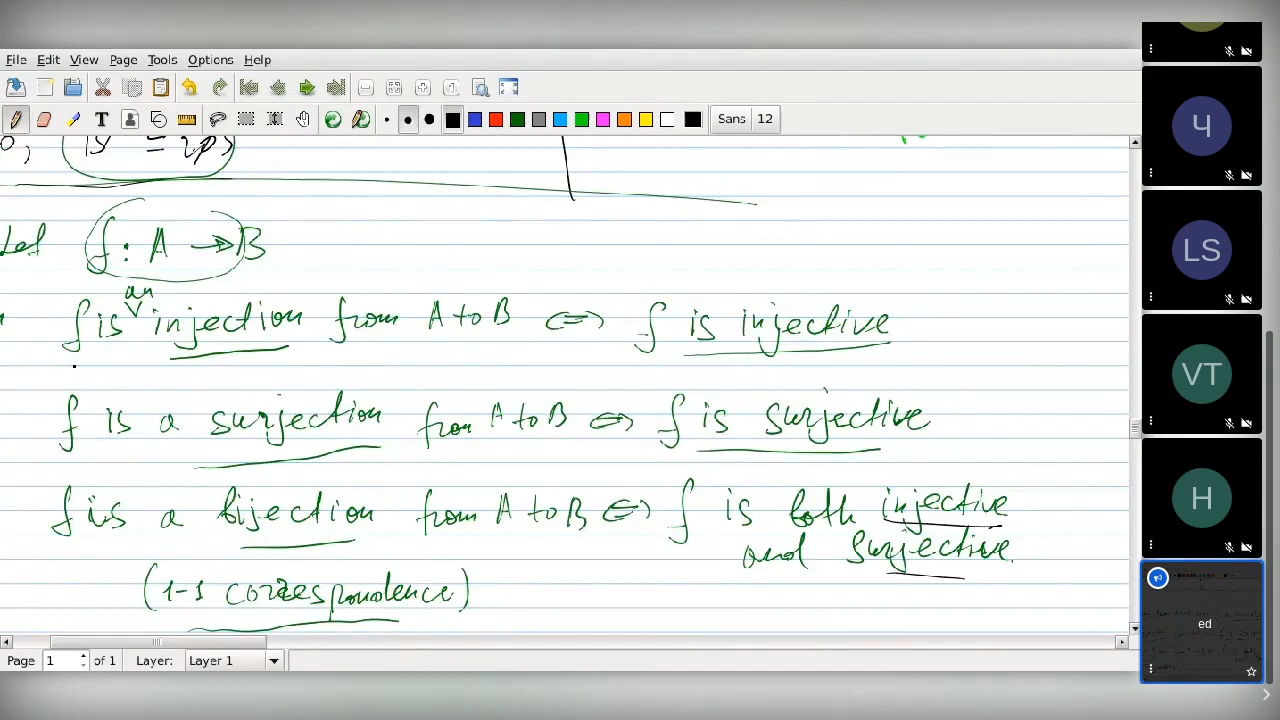 File Edit View Page Tools Options Help
Sans 12
Let f : A → B
an
f is injection from A to B ⇔ f is injective
f is a surjection from A to B ⇔ f is surjective
f is a bijection from A to B ⇔ f is both injective
and surjective.
(1-1 correspondence)
Page 1 of 1 Layer: Layer 1
Ч
LS
VT
H
ed